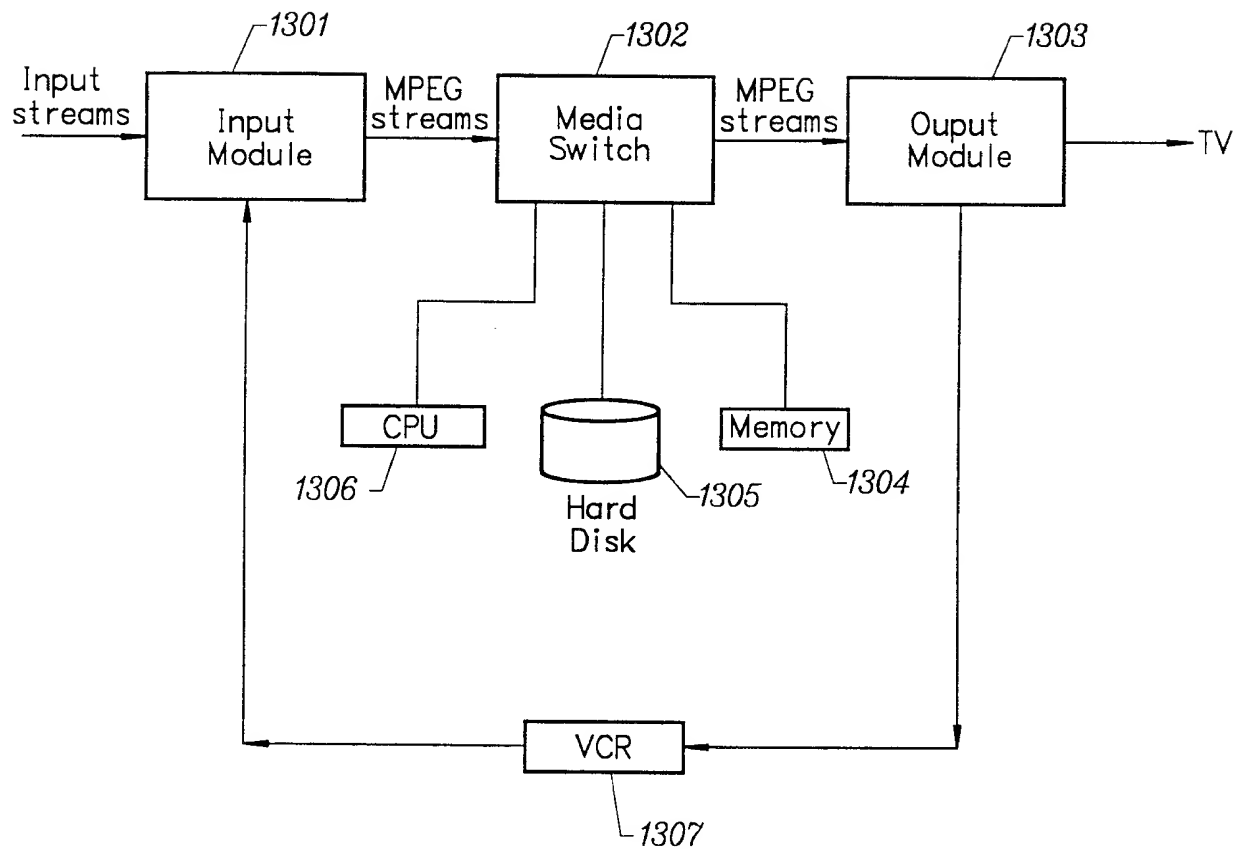 1301
1302
1303
Input
streams
Input
Module
MPEG
streams
Media
Switch
MPEG
streams
Ouput
Module
TV
CPU
1306
Hard
Disk
1305
Memory
1304
VCR
1307